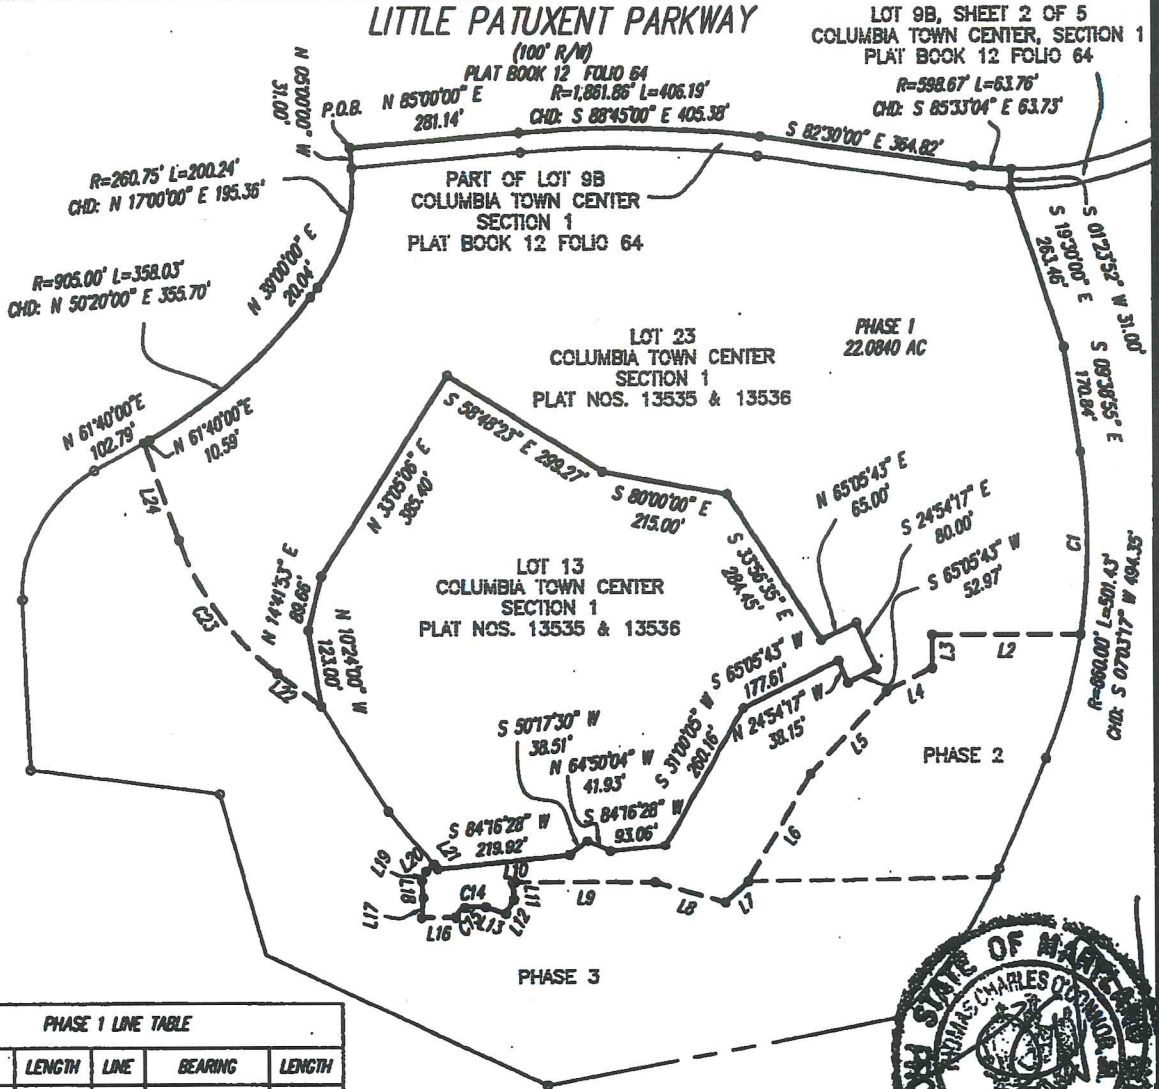 LITTLE PATUXENT PARKWAY
(100' R/W)
PLAT BOOK 12 FOLIO 64
LOT 9B, SHEET 2 OF 5
COLUMBIA TOWN CENTER, SECTION 1
PLAT BOOK 12 FOLIO 64
N 05°00'00" W
31.00'
P.O.B.
N 85°00'00" E
281.14'
R=1,861.86' L=406.19'
CHD: S 88°45'00" E 405.38'
R=598.67' L=63.76'
CHD: S 85°33'04" E 63.73'
S 82°30'00" E 364.82'
R=260.75' L=200.24'
CHD: N 17°00'00" E 195.36'
PART OF LOT 9B
COLUMBIA TOWN CENTER
SECTION 1
PLAT BOOK 12 FOLIO 64
S 01°23'52" W 31.00'
S 19°30'00" E
263.46'
R=905.00' L=358.03'
CHD: N 50°20'00" E 355.70'
N 39°00'00" E
20.04'
LOT 23
COLUMBIA TOWN CENTER
SECTION 1
PLAT NOS. 13535 & 13536
PHASE 1
22.0840 AC
S 09°38'55" E
170.84'
N 61°40'00" E
102.79'
N 61°40'00" E
10.59'
S 58°48'23" E 299.27'
N 33°05'06" E
385.40'
S 80°00'00" E
215.00'
N 65°05'43" E
65.00'
S 24°54'17" E
80.00'
S 65°05'43" W
52.97'
L24
C23
L22
N 14°41'53" E
89.66'
N 10°24'00" W
123.00'
LOT 13
COLUMBIA TOWN CENTER
SECTION 1
PLAT NOS. 13535 & 13536
S 33°56'35" E
284.45'
C1
R=860.00' L=501.43'
CHD: S 07°03'17" W 494.35'
L2
L3
L4
L5
L6
L7
L8
L9
PHASE 2
S 65°05'43" W
177.61'
N 24°54'17" W
38.15'
S 31°00'05" W
260.16'
S 50°17'30" W
38.51'
N 64°50'04" W
41.93'
S 84°16'28" W
93.06'
S 84°16'28" W
219.92'
L10
L11
L12
L13
C14
C15
L16
L17
L18
L19
L20
L21
PHASE 3
STATE OF MARYLAND
THOMAS CHARLES O'CONNOR, SR.
PHASE 1 LINE TABLE
LENGTH LINE BEARING LENGTH